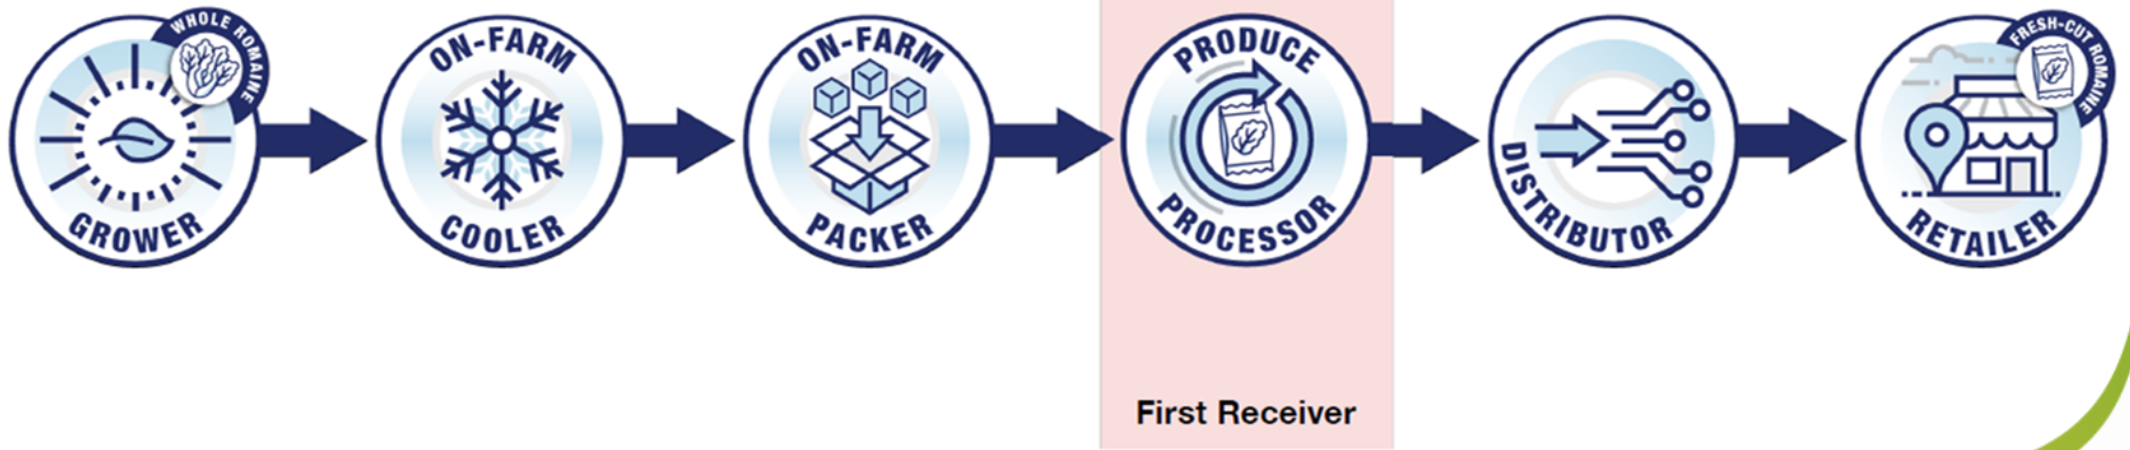 WHOLE ROMAINE
GROWER
ON-FARM
COOLER
ON-FARM
PACKER
PRODUCE
PROCESSOR
DISTRIBUTOR
FRESH-CUT ROMAINE
RETAILER
First Receiver